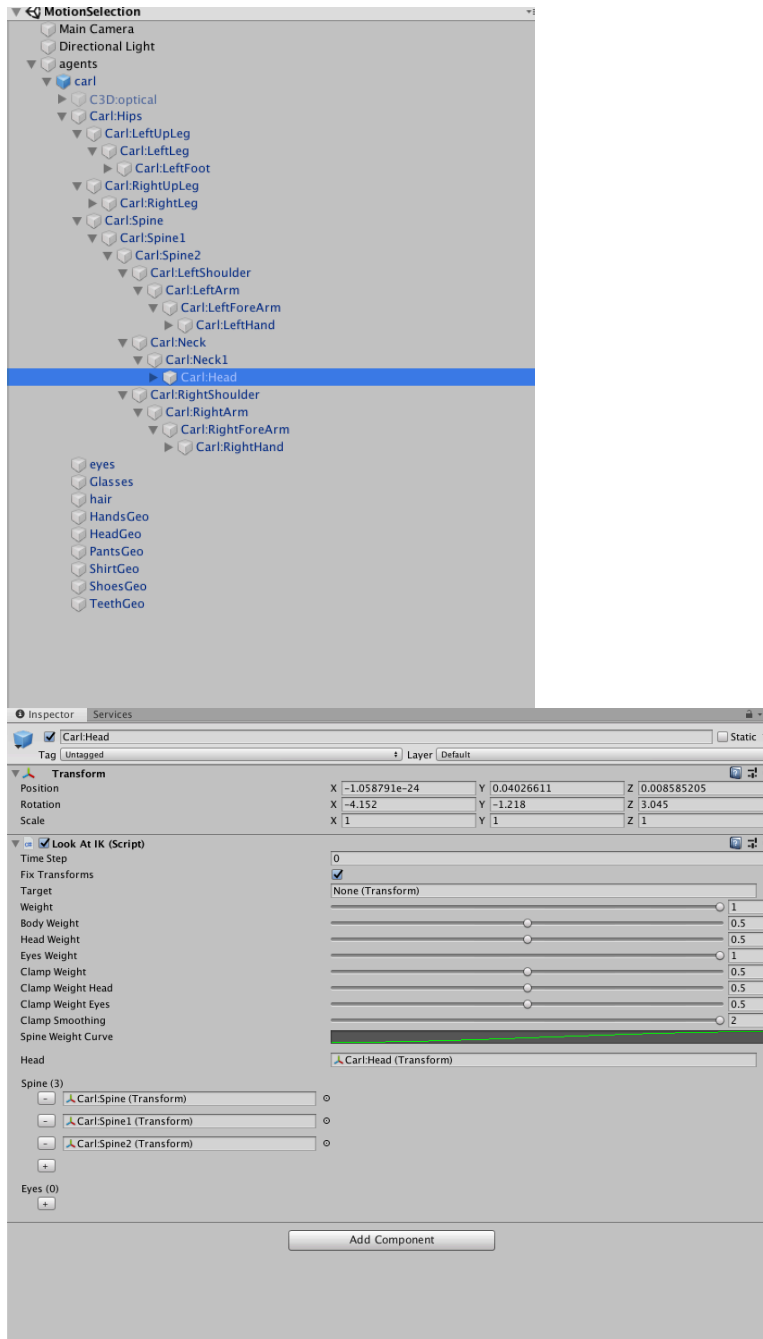 MotionSelection
Main Camera
Directional Light
agents
carl
C3D:optical
Carl:Hips
Carl:LeftUpLeg
Carl:LeftLeg
Carl:LeftFoot
Carl:RightUpLeg
Carl:RightLeg
Carl:Spine
Carl:Spine1
Carl:Spine2
Carl:LeftShoulder
Carl:LeftArm
Carl:LeftForeArm
Carl:LeftHand
Carl:Neck
Carl:Neck1
Carl:Head
Carl:RightShoulder
Carl:RightArm
Carl:RightForeArm
Carl:RightHand
eyes
Glasses
hair
HandsGeo
HeadGeo
PantsGeo
ShirtGeo
ShoesGeo
TeethGeo
Inspector Services
Carl:Head Static
Tag Untagged Layer Default
Transform
Position X -1.058791e-24 Y 0.04026611 Z 0.008585205
Rotation X -4.152 Y -1.218 Z 3.045
Scale X 1 Y 1 Z 1
Look At IK (Script)
Time Step 0
Fix Transforms
Target None (Transform)
Weight 1
Body Weight 0.5
Head Weight 0.5
Eyes Weight 1
Clamp Weight 0.5
Clamp Weight Head 0.5
Clamp Weight Eyes 0.5
Clamp Smoothing 2
Spine Weight Curve
Head Carl:Head (Transform)
Spine (3)
- Carl:Spine (Transform)
- Carl:Spine1 (Transform)
- Carl:Spine2 (Transform)
+
Eyes (0)
+
Add Component